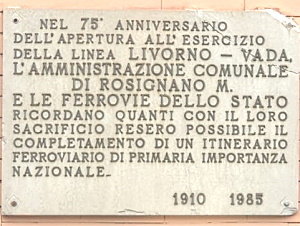 NEL 75° ANNIVERSARIO
DELL'APERTURA ALL'ESERCIZIO
DELLA LINEA LIVORNO – VADA,
L'AMMINISTRAZIONE COMUNALE
DI ROSIGNANO M.
E LE FERROVIE DELLO STATO
RICORDANO QUANTI CON IL LORO
SACRIFICIO RESERO POSSIBILE IL
COMPLETAMENTO DI UN ITINERARIO
FERROVIARIO DI PRIMARIA IMPORTANZA
NAZIONALE.
1910 1985